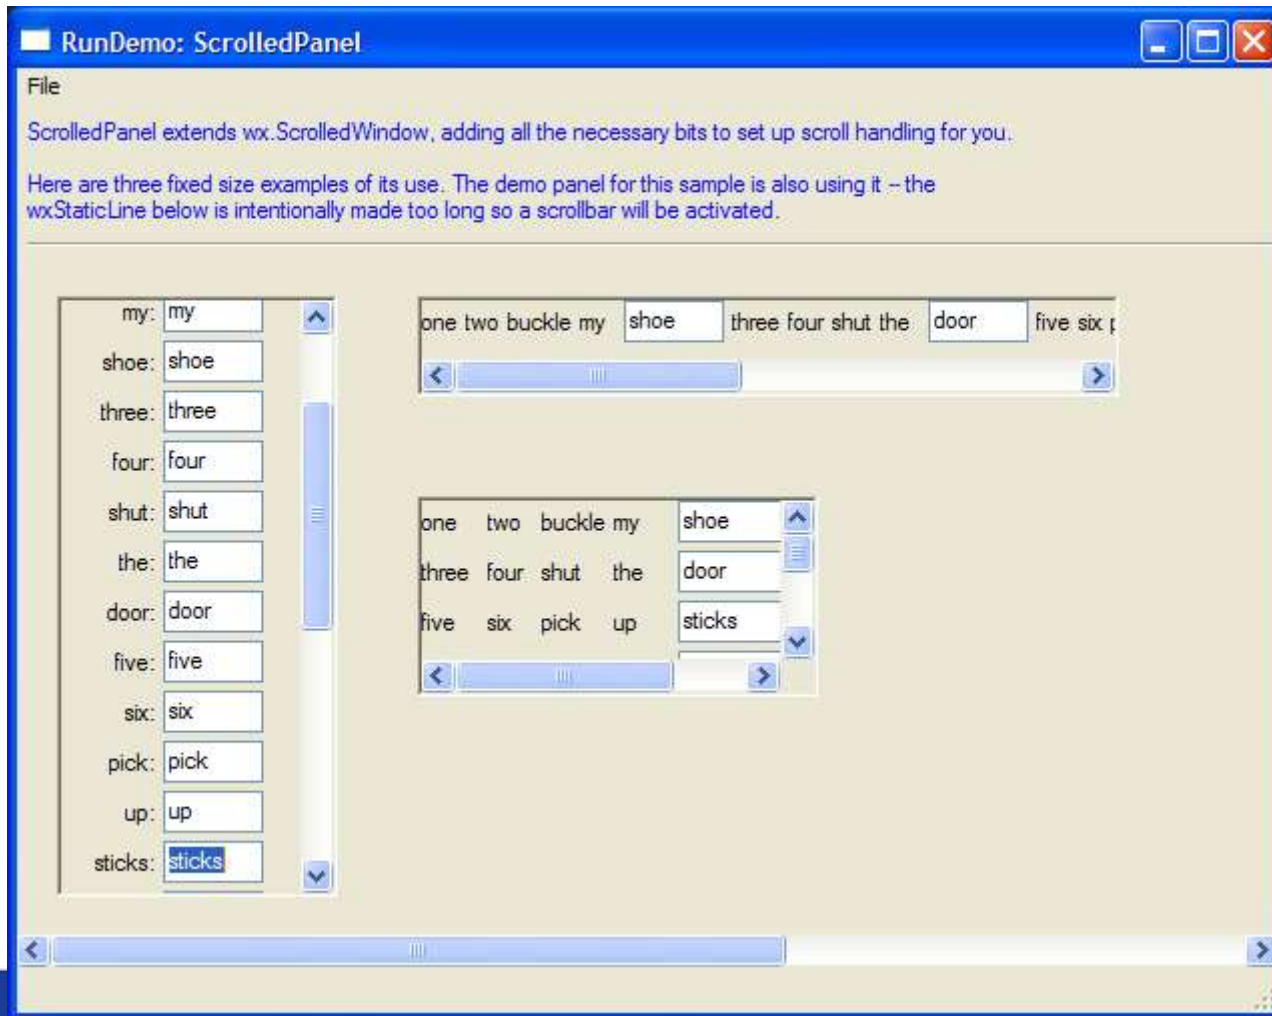 RunDemo: ScrolledPanel
File
ScrolledPanel extends wx.ScrolledWindow, adding all the necessary bits to set up scroll handling for you.
Here are three fixed size examples of its use. The demo panel for this sample is also using it -- the
wxStaticLine below is intentionally made too long so a scrollbar will be activated.
my: my
shoe: shoe
three: three
four: four
shut: shut
the: the
door: door
five: five
six: six
pick: pick
up: up
sticks: sticks
one two buckle my shoe three four shut the door five six
one two buckle my shoe
three four shut the door
five six pick up sticks